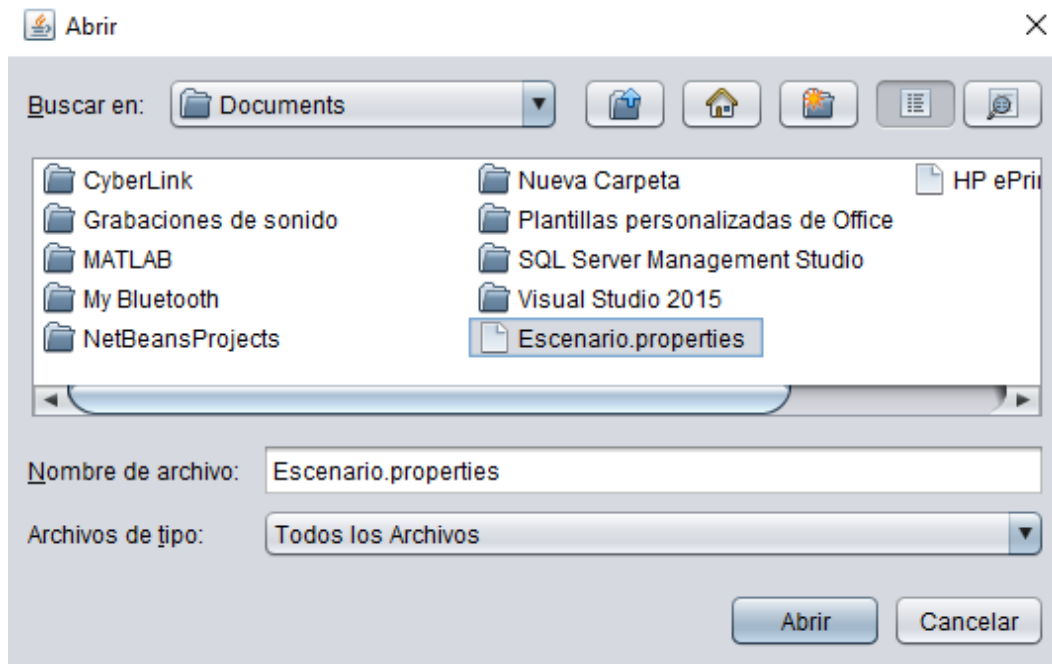 Abrir
Buscar en: Documents
CyberLink
Grabaciones de sonido
MATLAB
My Bluetooth
NetBeansProjects
Nueva Carpeta
Plantillas personalizadas de Office
SQL Server Management Studio
Visual Studio 2015
Escenario.properties
HP ePri
Nombre de archivo: Escenario.properties
Archivos de tipo: Todos los Archivos
Abrir Cancelar